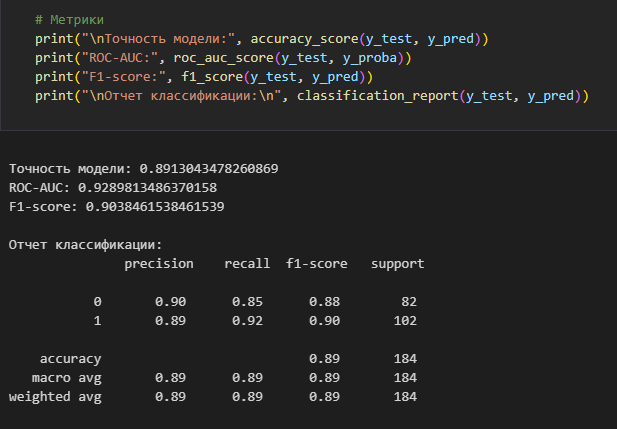 # Метрики
print("\nТочность модели:", accuracy_score(y_test, y_pred))
print("ROC-AUC:", roc_auc_score(y_test, y_proba))
print("F1-score:", f1_score(y_test, y_pred))
print("\nОтчет классификации:\n", classification_report(y_test, y_pred))
Точность модели: 0.8913043478260869
ROC-AUC: 0.9289813486370158
F1-score: 0.9038461538461539
Отчет классификации:
precision recall f1-score support
0 0.90 0.85 0.88 82
1 0.89 0.92 0.90 102
accuracy 0.89 184
macro avg 0.89 0.89 0.89 184
weighted avg 0.89 0.89 0.89 184